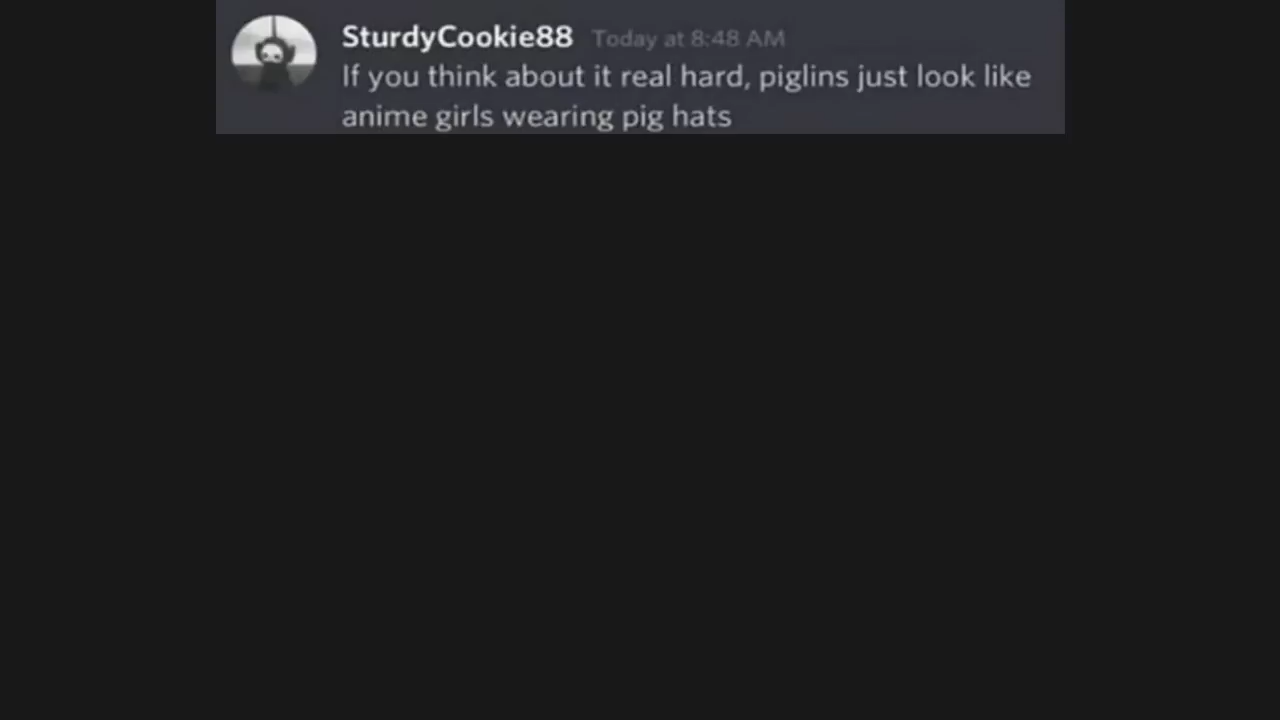 SturdyCookie88 Today at 8:48 AM
If you think about it real hard, piglins just look like
anime girls wearing pig hats